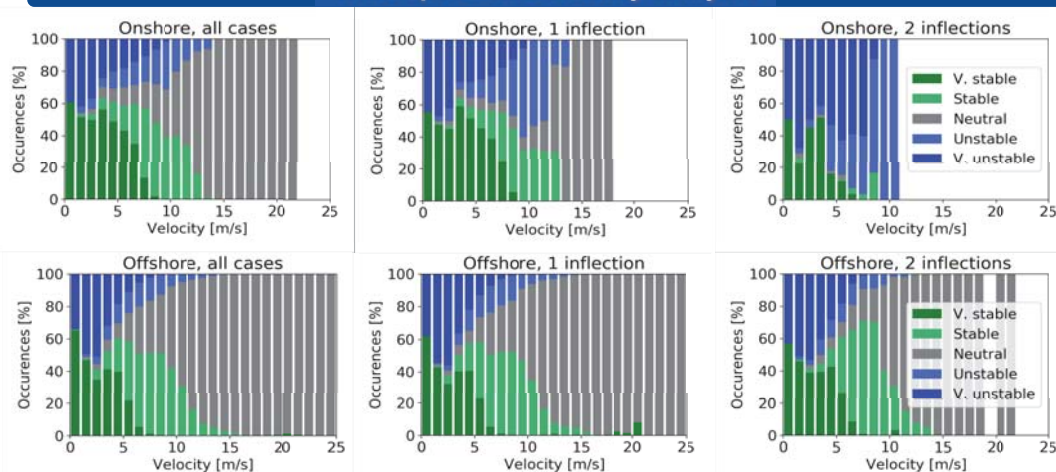 Onshore, all cases
Onshore, 1 inflection
Onshore, 2 inflections
Occurences [%]
100
80
60
40
20
0
0 5 10 15 20 25
Velocity [m/s]
Occurences [%]
100
80
60
40
20
0
0 5 10 15 20 25
Velocity [m/s]
Occurences [%]
100
80
60
40
20
0
0 5 10 15 20 25
Velocity [m/s]
V. stable
Stable
Neutral
Unstable
V. unstable
Offshore, all cases
Offshore, 1 inflection
Offshore, 2 inflections
Occurences [%]
100
80
60
40
20
0
0 5 10 15 20 25
Velocity [m/s]
Occurences [%]
100
80
60
40
20
0
0 5 10 15 20 25
Velocity [m/s]
Occurences [%]
100
80
60
40
20
0
0 5 10 15 20 25
Velocity [m/s]
V. stable
Stable
Neutral
Unstable
V. unstable